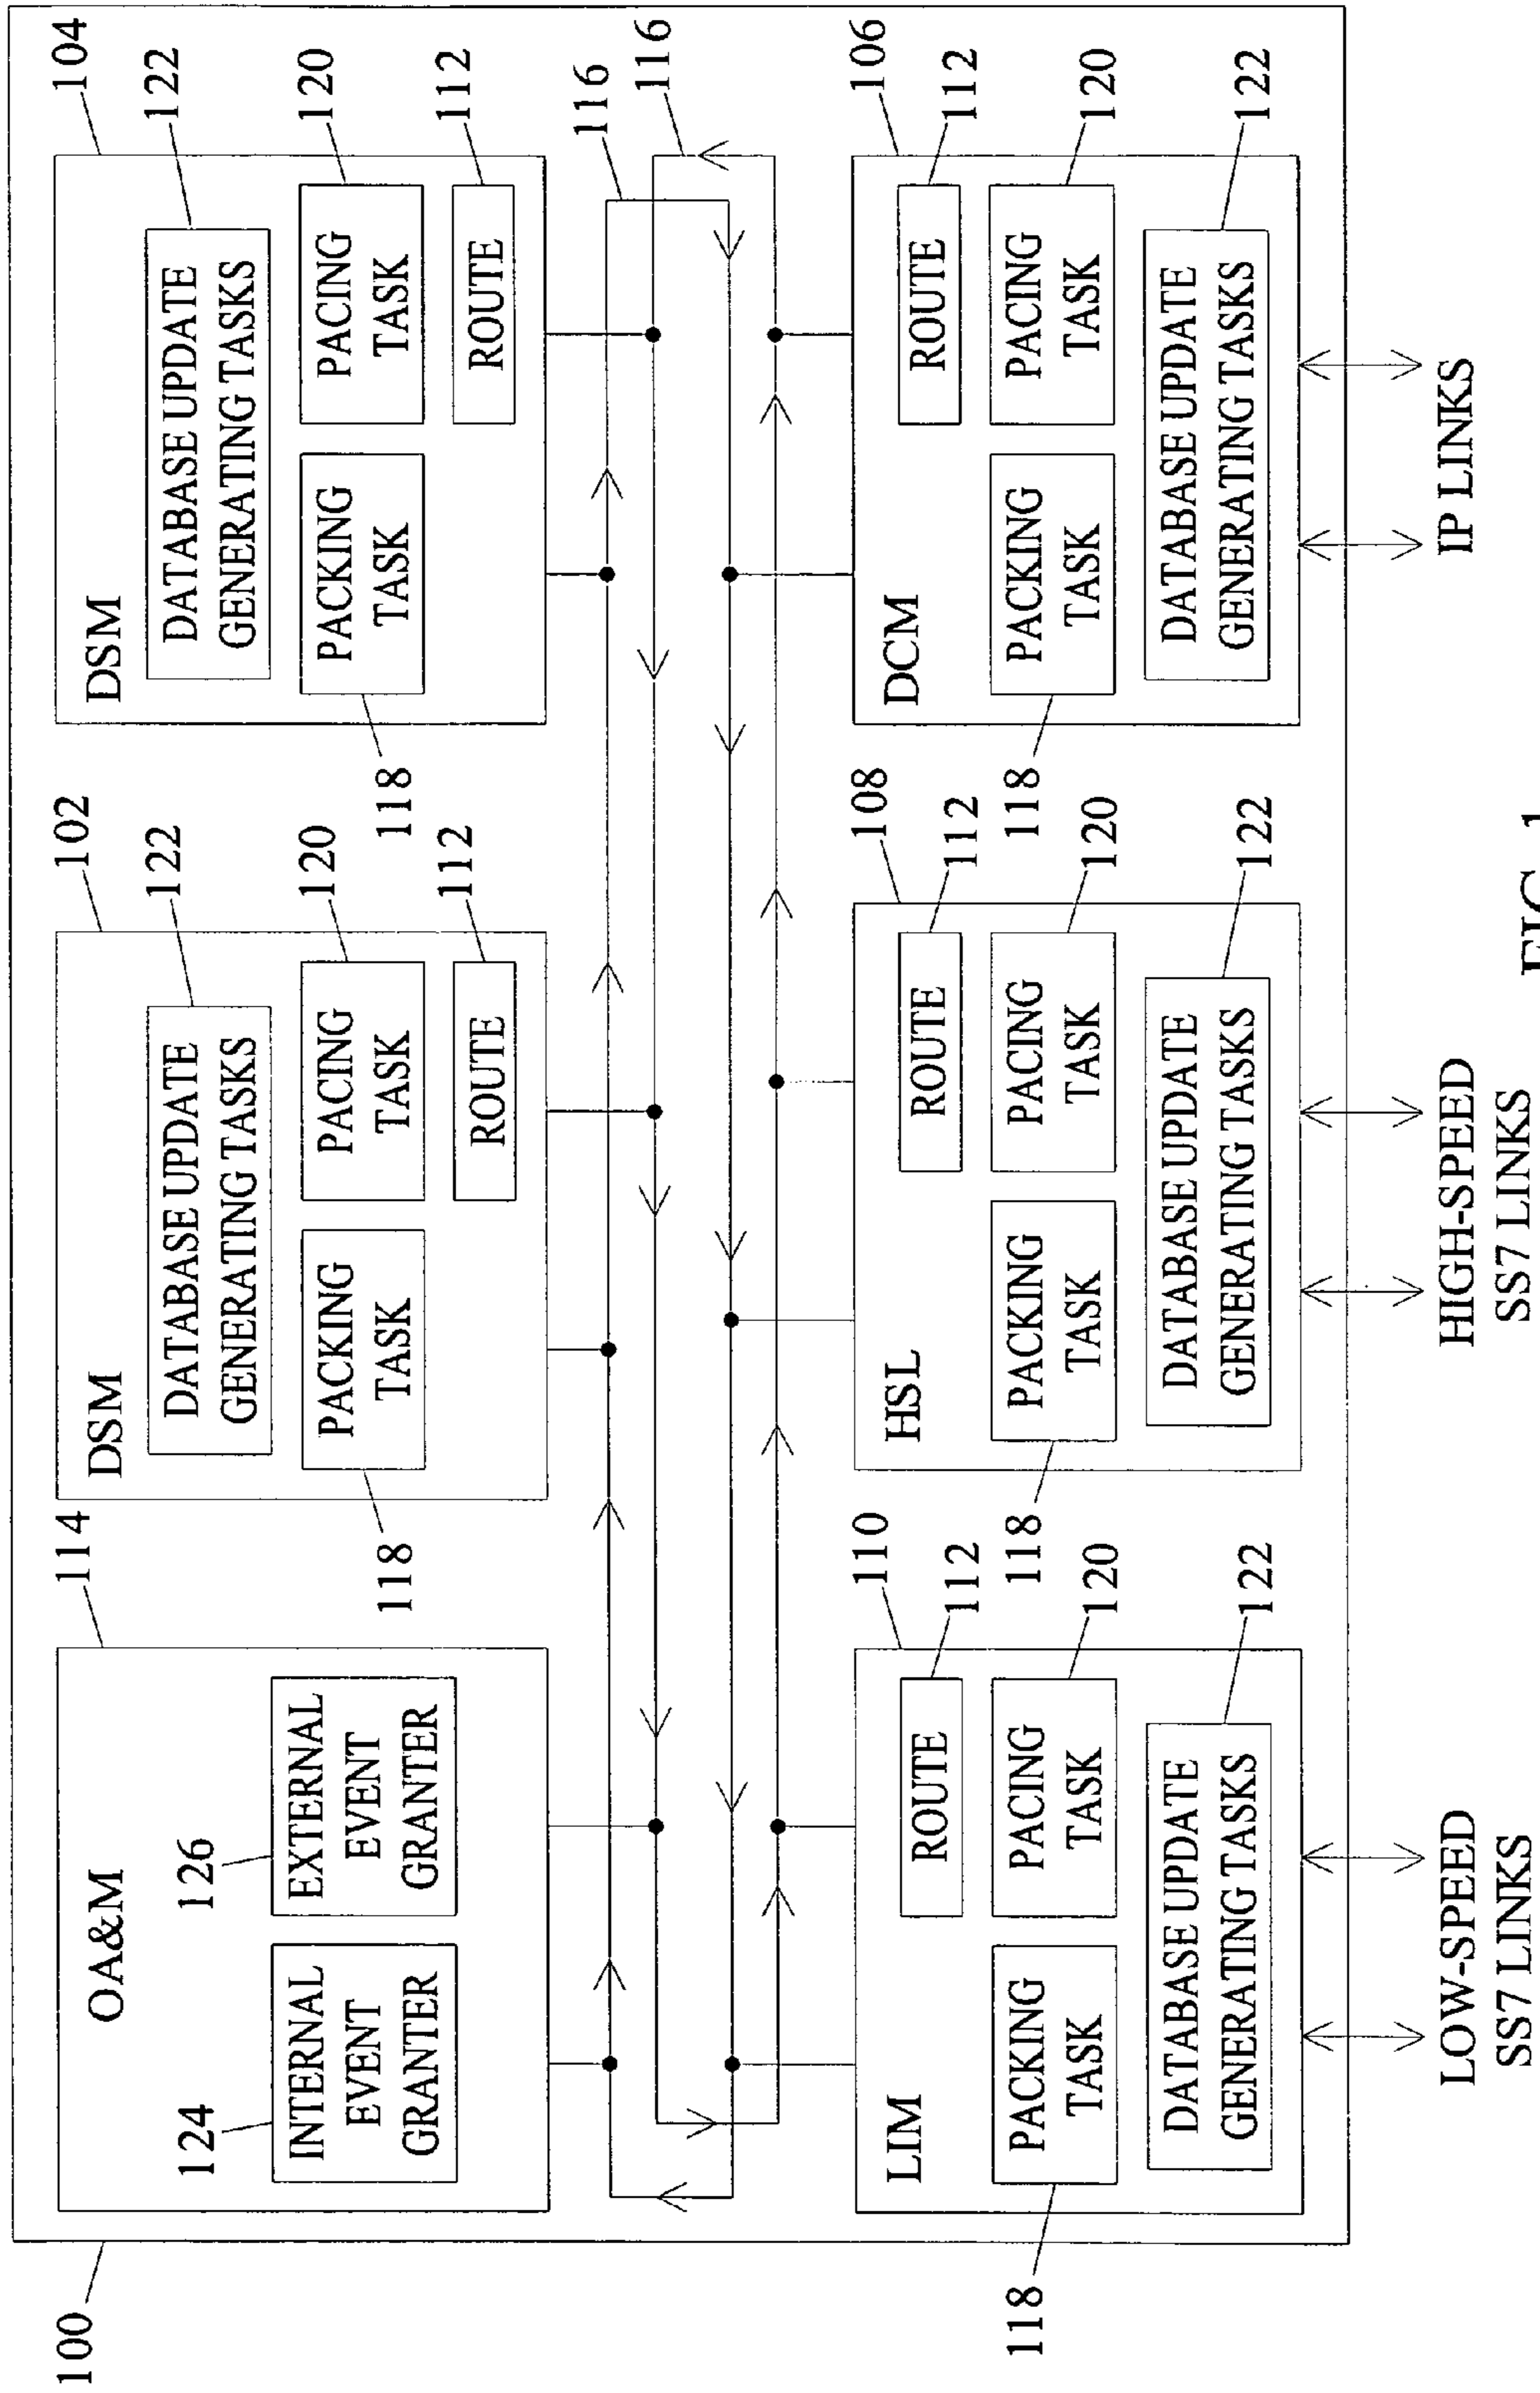 100
114
OA&M
124
INTERNAL
EVENT
GRANTER
126
EXTERNAL
EVENT
GRANTER
102
DSM
122
DATABASE UPDATE
GENERATING TASKS
118
PACKING
TASK
120
PACING
TASK
112
ROUTE
104
DSM
122
DATABASE UPDATE
GENERATING TASKS
118
PACKING
TASK
120
PACING
TASK
112
ROUTE
116
116
110
LIM
112
ROUTE
118
PACKING
TASK
120
PACING
TASK
122
DATABASE UPDATE
GENERATING TASKS
108
HSL
112
ROUTE
118
PACKING
TASK
120
PACING
TASK
122
DATABASE UPDATE
GENERATING TASKS
106
DCM
112
ROUTE
118
PACKING
TASK
120
PACING
TASK
122
DATABASE UPDATE
GENERATING TASKS
LOW-SPEED
SS7 LINKS
HIGH-SPEED
SS7 LINKS
IP LINKS
FIG. 1